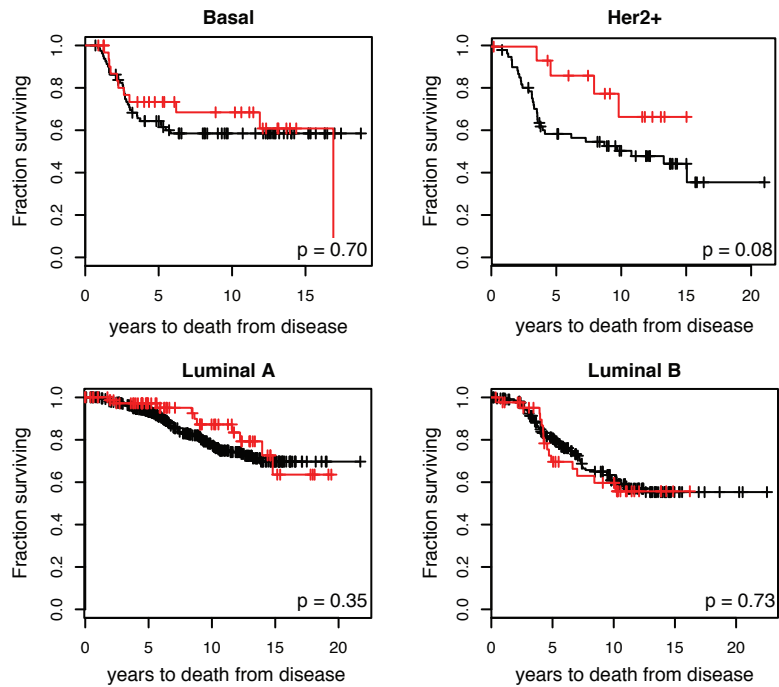 Basal
Fraction surviving
0.0 0.2 0.4 0.6 0.8 1.0
p = 0.70
0 5 10 15
years to death from disease
Her2+
Fraction surviving
0.0 0.2 0.4 0.6 0.8 1.0
p = 0.08
0 5 10 15 20
years to death from disease
Luminal A
Fraction surviving
0.0 0.2 0.4 0.6 0.8 1.0
p = 0.35
0 5 10 15 20
years to death from disease
Luminal B
Fraction surviving
0.0 0.2 0.4 0.6 0.8 1.0
p = 0.73
0 5 10 15 20
years to death from disease